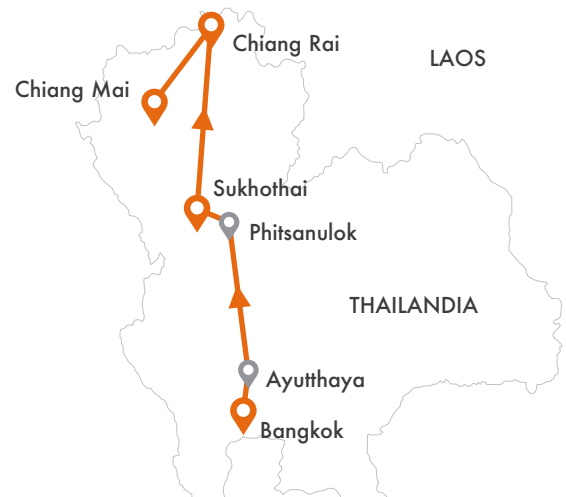 Chiang Rai
LAOS
Chiang Mai
Sukhothai
Phitsanulok
THAILANDIA
Ayutthaya
Bangkok